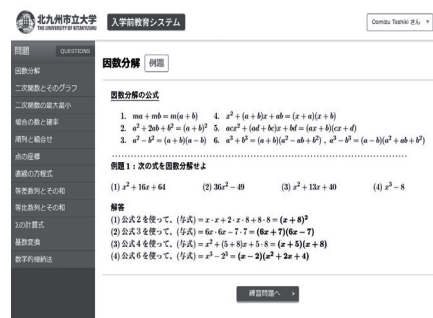 北九州市立大学
THE UNIVERSITY OF KITAKYUSHU
入学前教育システム
Oomizu Toshiki さん ▼
問題 QUESTIONS
因数分解
二次関数とそのグラフ
二次関数の最大最小
場合の数と確率
順列と組合せ
点の座標
直線の方程式
等差数列とその和
等比数列とその和
Σの計算式
基数変換
数学的帰納法
因数分解 例題
因数分解の公式
1. ma + mb = m(a + b) 4. x² + (a + b)x + ab = (x + a)(x + b)
2. a² + 2ab + b² = (a + b)² 5. acx² + (ad + bc)x + bd = (ax + b)(cx + d)
3. a² − b² = (a + b)(a − b) 6. a³ + b³ = (a + b)(a² − ab + b²) , a³ − b³ = (a − b)(a² + ab + b²)
例題 1:次の式を因数分解せよ
(1) x² + 16x + 64 (2) 36x² − 49 (3) x² + 13x + 40 (4) x³ − 8
解答
(1) 公式 2 を使って、(与式) = x · x + 2 · x · 8 + 8 · 8 = (x + 8)²
(2) 公式 3 を使って、(与式) = 6x · 6x − 7 · 7 = (6x + 7)(6x − 7)
(3) 公式 4 を使って、(与式) = x² + (5 + 8)x + 5 · 8 = (x + 5)(x + 8)
(4) 公式 6 を使って、(与式) = x³ − 2³ = (x − 2)(x² + 2x + 4)
練習問題へ ›